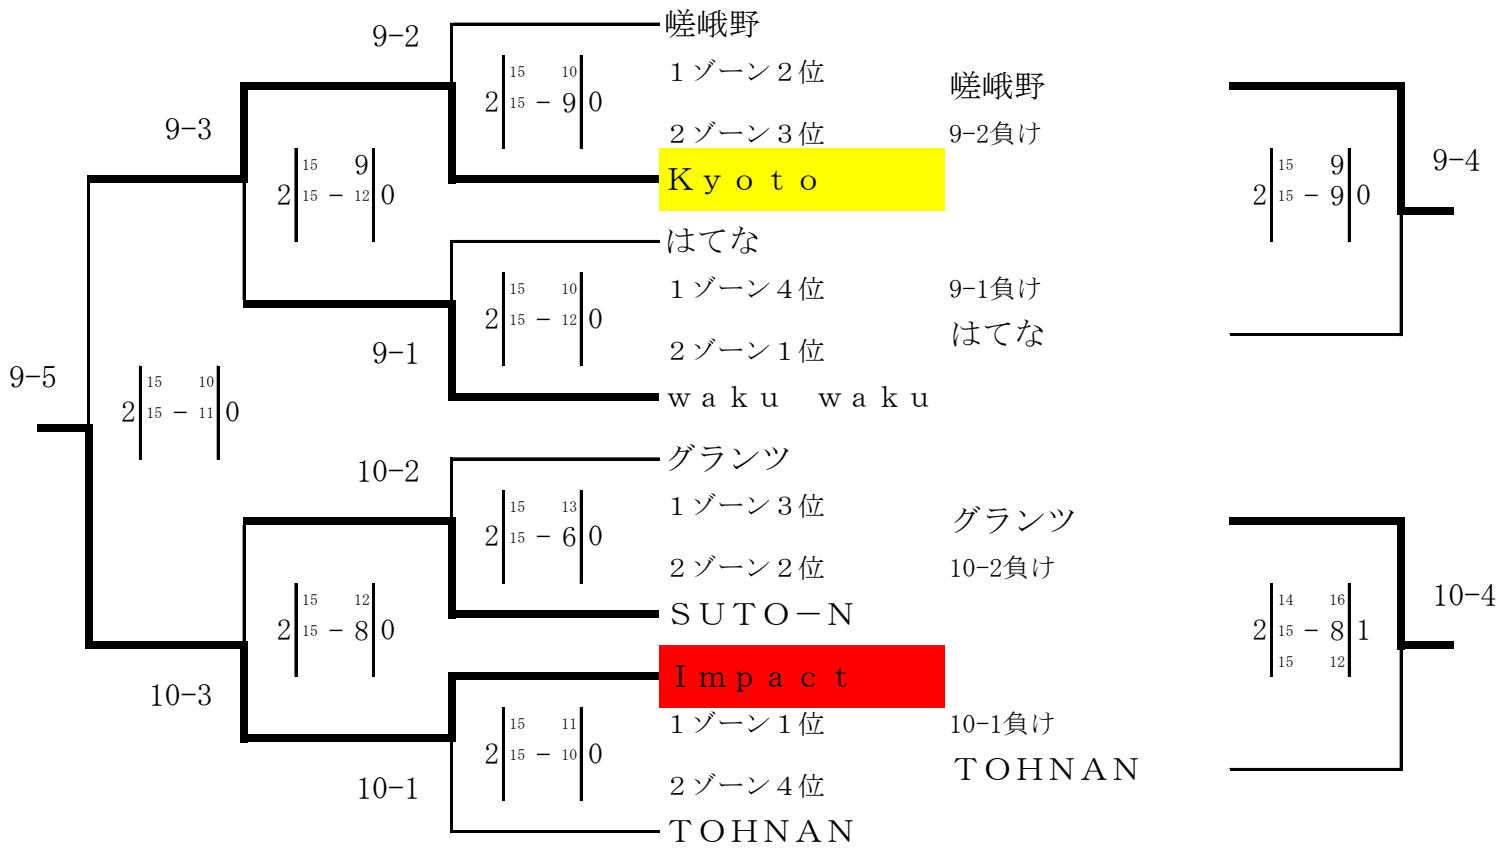 9-2
嵯峨野
15 10
2 15 - 9 0
１ゾーン２位
嵯峨野
9-3
２ゾーン３位
9-2負け
15 9
2 15 - 12 0
Ｋｙｏｔｏ
15 9
2 15 - 9 0
9-4
はてな
15 10
2 15 - 12 0
１ゾーン４位
9-1負け
はてな
9-1
２ゾーン１位
9-5
15 10
2 15 - 11 0
ｗａｋｕ　ｗａｋｕ
10-2
グランツ
15 13
2 15 - 6 0
１ゾーン３位
グランツ
２ゾーン２位
10-2負け
15 12
2 15 - 8 0
ＳＵＴＯ－Ｎ
14 16
2 15 - 8 1
15 12
10-4
Ｉｍｐａｃｔ
10-3
15 11
2 15 - 10 0
１ゾーン１位
10-1負け
ＴＯＨＮＡＮ
10-1
２ゾーン４位
ＴＯＨＮＡＮ